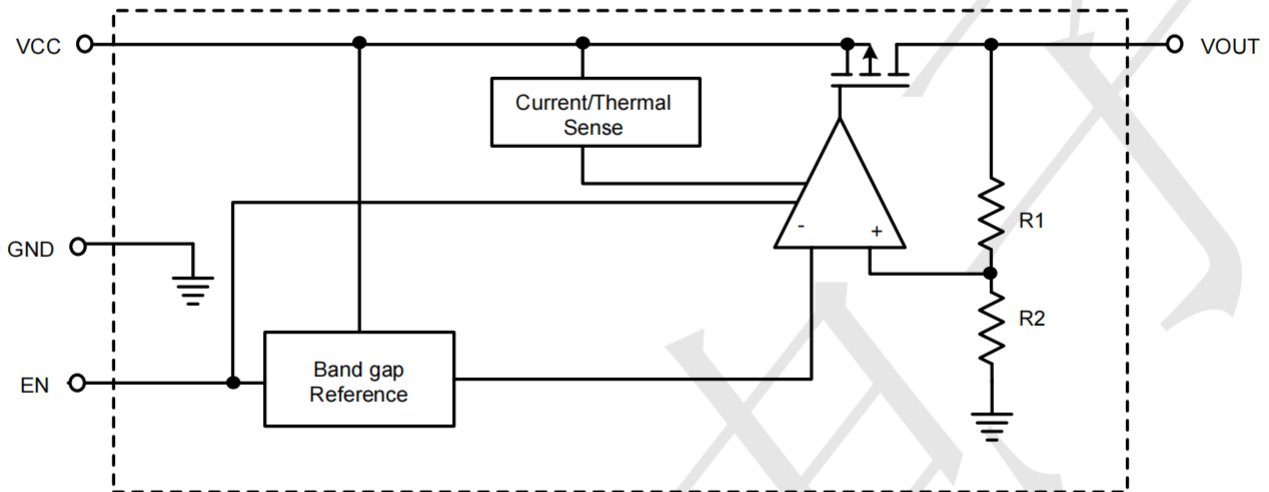 VCC
VOUT
Current/Thermal
Sense
R1
-
+
GND
R2
EN
Band gap
Reference